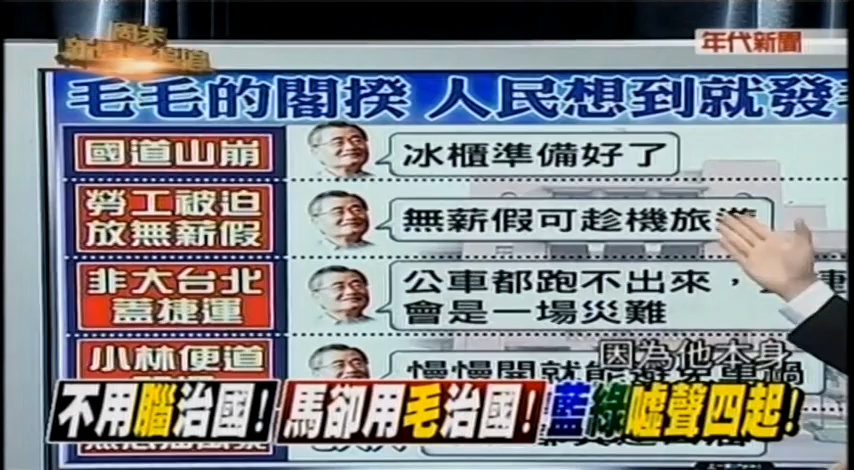 年代新聞
毛毛的閣揆 人民想到就發毛
國道山崩
冰櫃準備好了
勞工被迫
放無薪假
無薪假可趁機旅遊
非大台北
蓋捷運
公車都跑不出來，
會是一場災難
小林便道
慢慢開就能避免車禍
因為他本身
不用腦治國! 馬卻用毛治國! 藍綠噓聲四起!